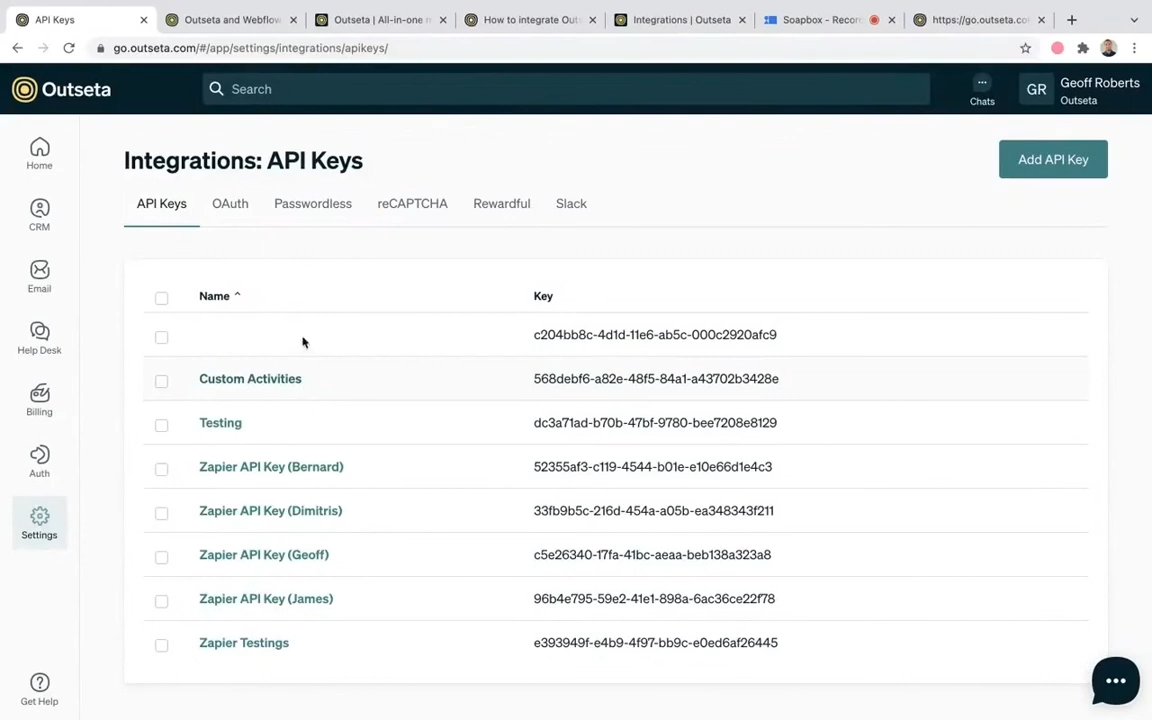 API Keys
Outseta and Webflow
Outseta | All-in-one m
How to integrate Out
Integrations | Outseta
Soapbox - Recor
https://go.outseta.co
go.outseta.com/#/app/settings/integrations/apikeys/
Outseta
Search
Chats
GR
Geoff Roberts
Outseta
Home
CRM
Email
Help Desk
Billing
Auth
Settings
Get Help
Integrations: API Keys
Add API Key
API Keys
OAuth
Passwordless
reCAPTCHA
Rewardful
Slack
Name
Key
c204bb8c-4d1d-11e6-ab5c-000c2920afc9
Custom Activities
568debf6-a82e-48f5-84a1-a43702b3428e
Testing
dc3a71ad-b70b-47bf-9780-bee7208e8129
Zapier API Key (Bernard)
52355af3-c119-4544-b01e-e10e66d1e4c3
Zapier API Key (Dimitris)
33fb9b5c-216d-454a-a05b-ea348343f211
Zapier API Key (Geoff)
c5e26340-17fa-41bc-aeaa-beb138a323a8
Zapier API Key (James)
96b4e795-59e2-41e1-898a-6ac36ce22f78
Zapier Testings
e393949f-e4b9-4f97-bb9c-e0ed6af26445